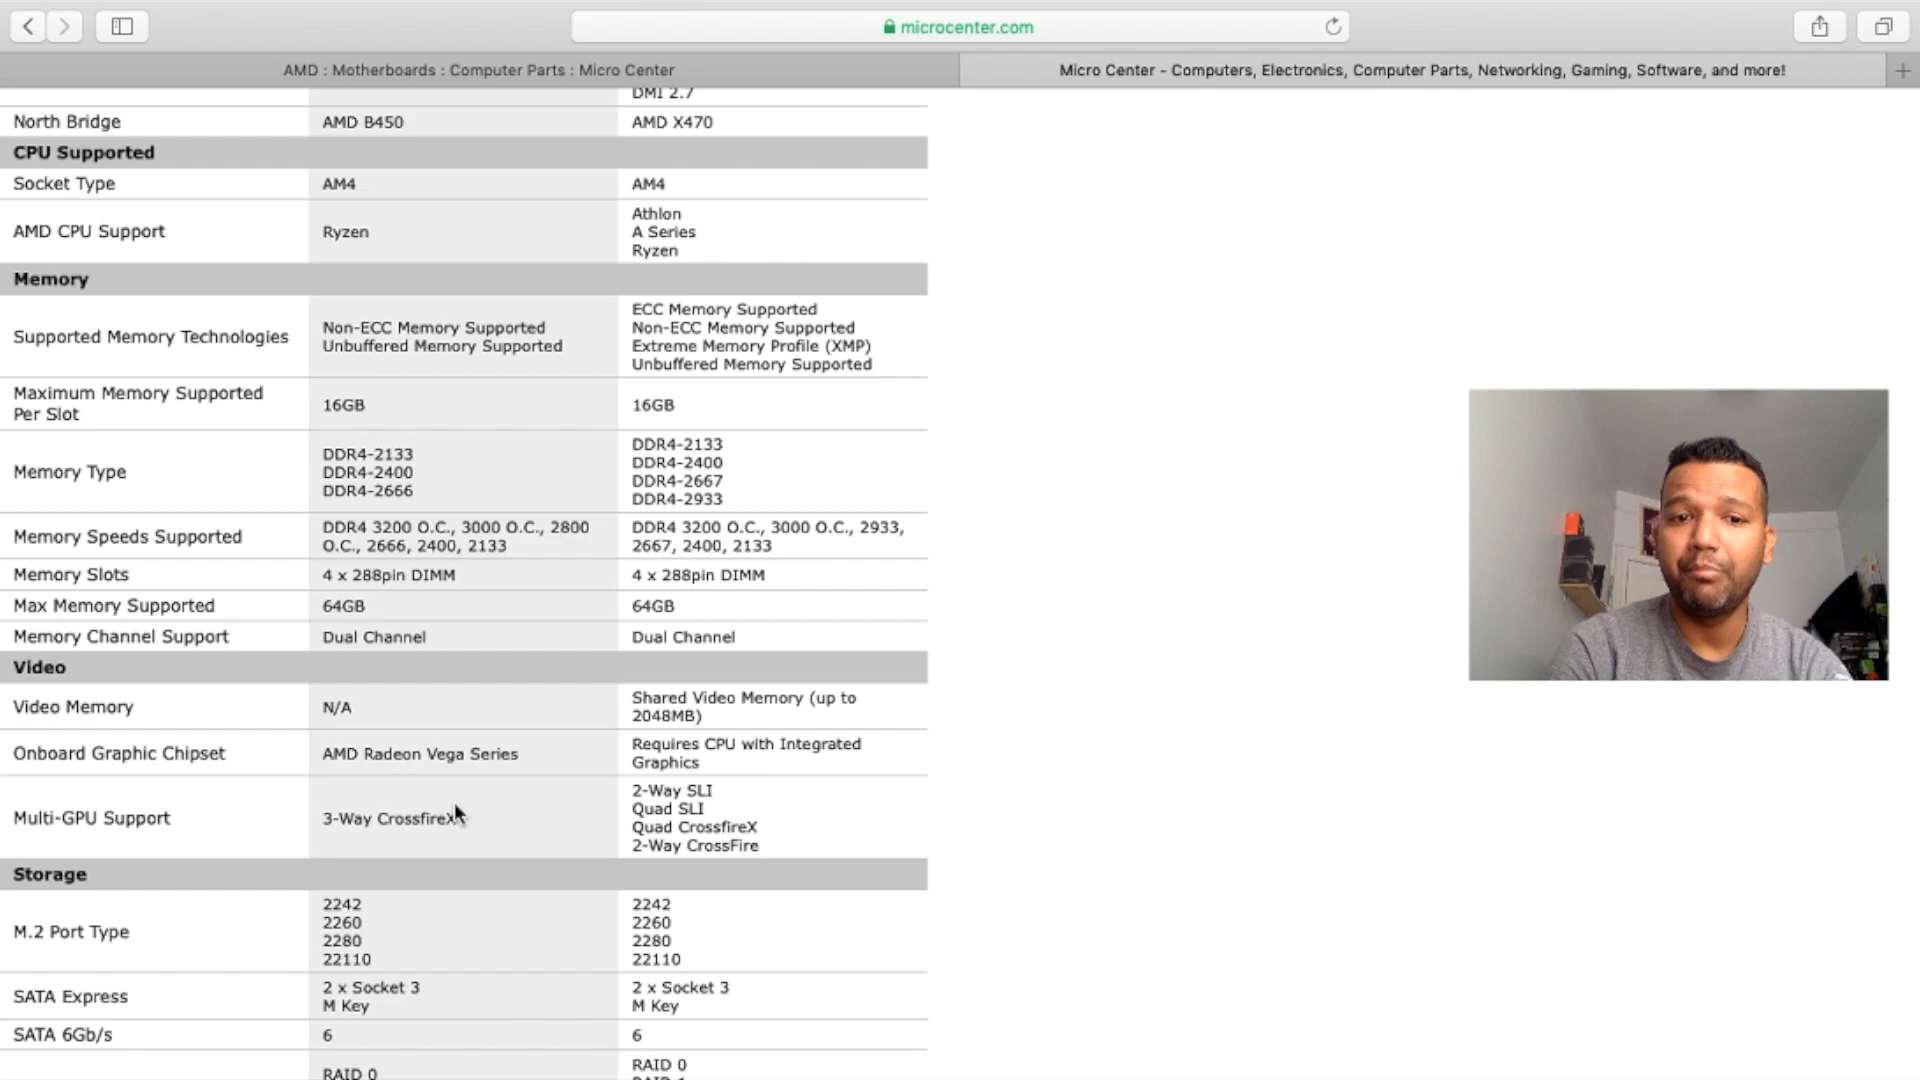 microcenter.com
AMD : Motherboards : Computer Parts : Micro Center
Micro Center - Computers, Electronics, Computer Parts, Networking, Gaming, Software, and more!
DMI 2.7
North Bridge
AMD B450
AMD X470
CPU Supported
Socket Type
AM4
AM4
AMD CPU Support
Ryzen
Athlon
A Series
Ryzen
Memory
Supported Memory Technologies
Non-ECC Memory Supported
Unbuffered Memory Supported
ECC Memory Supported
Non-ECC Memory Supported
Extreme Memory Profile (XMP)
Unbuffered Memory Supported
Maximum Memory Supported
Per Slot
16GB
16GB
Memory Type
DDR4-2133
DDR4-2400
DDR4-2666
DDR4-2133
DDR4-2400
DDR4-2667
DDR4-2933
Memory Speeds Supported
DDR4 3200 O.C., 3000 O.C., 2800
O.C., 2666, 2400, 2133
DDR4 3200 O.C., 3000 O.C., 2933,
2667, 2400, 2133
Memory Slots
4 x 288pin DIMM
4 x 288pin DIMM
Max Memory Supported
64GB
64GB
Memory Channel Support
Dual Channel
Dual Channel
Video
Video Memory
N/A
Shared Video Memory (up to
2048MB)
Onboard Graphic Chipset
AMD Radeon Vega Series
Requires CPU with Integrated
Graphics
Multi-GPU Support
3-Way CrossfireX
2-Way SLI
Quad SLI
Quad CrossfireX
2-Way CrossFire
Storage
M.2 Port Type
2242
2260
2280
22110
2242
2260
2280
22110
SATA Express
2 x Socket 3
M Key
2 x Socket 3
M Key
SATA 6Gb/s
6
6
RAID 0
RAID 0